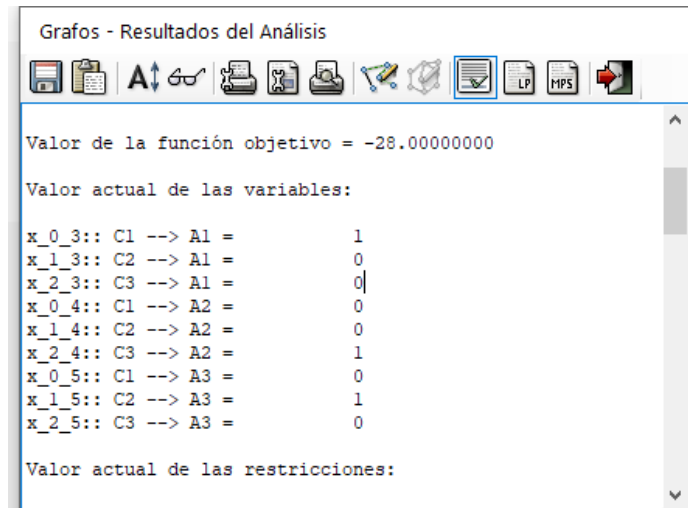 Grafos - Resultados del Análisis
A
LP
MPS
Valor de la función objetivo = -28.00000000
Valor actual de las variables:
x_0_3:: C1 --> A1 = 1
x_1_3:: C2 --> A1 = 0
x_2_3:: C3 --> A1 = 0
x_0_4:: C1 --> A2 = 0
x_1_4:: C2 --> A2 = 0
x_2_4:: C3 --> A2 = 1
x_0_5:: C1 --> A3 = 0
x_1_5:: C2 --> A3 = 1
x_2_5:: C3 --> A3 = 0
Valor actual de las restricciones: